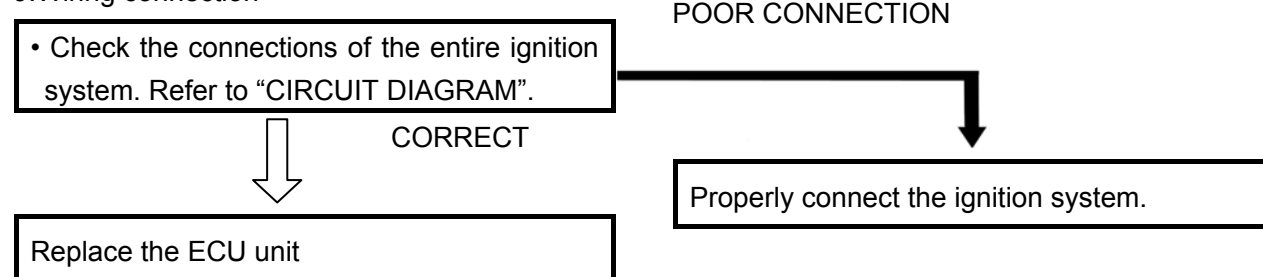 connection
POOR CONNECTION
• Check the connections of the entire ignition
system. Refer to “CIRCUIT DIAGRAM”.
CORRECT
Properly connect the ignition system.
Replace the ECU unit